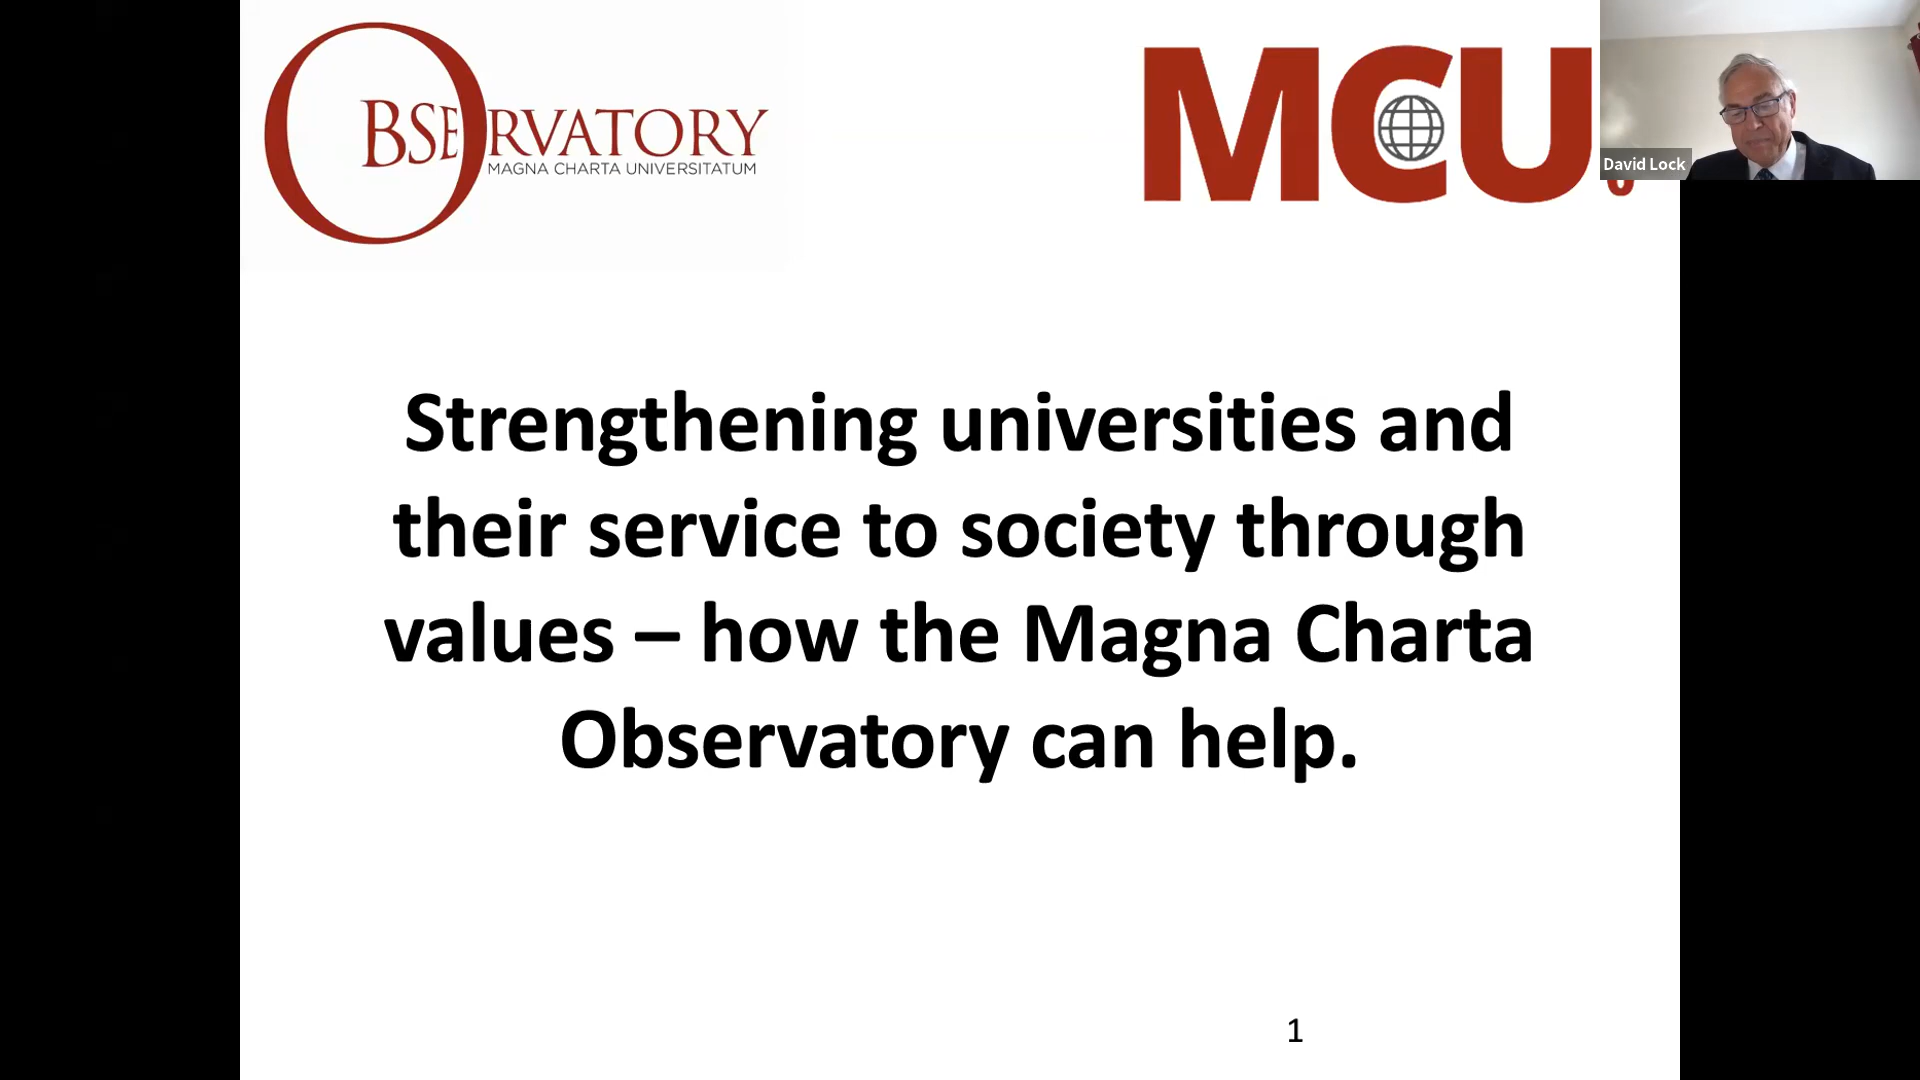 OBSERVATORY
MAGNA CHARTA UNIVERSITATUM
MCU
David Lock
Strengthening universities and
their service to society through
values – how the Magna Charta
Observatory can help.
1